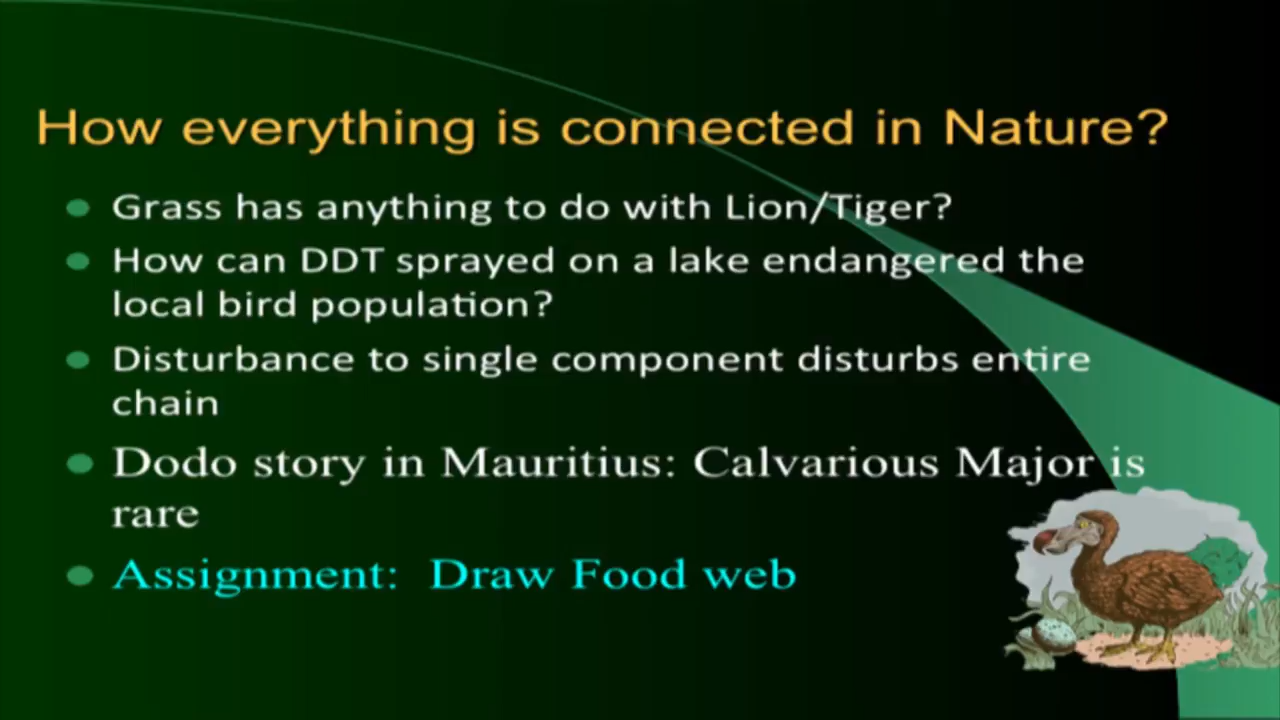 How everything is connected in Nature?
Grass has anything to do with Lion/Tiger?
How can DDT sprayed on a lake endangered the
local bird population?
Disturbance to single component disturbs entire
chain
Dodo story in Mauritius: Calvarious Major is
rare
Assignment: Draw Food web